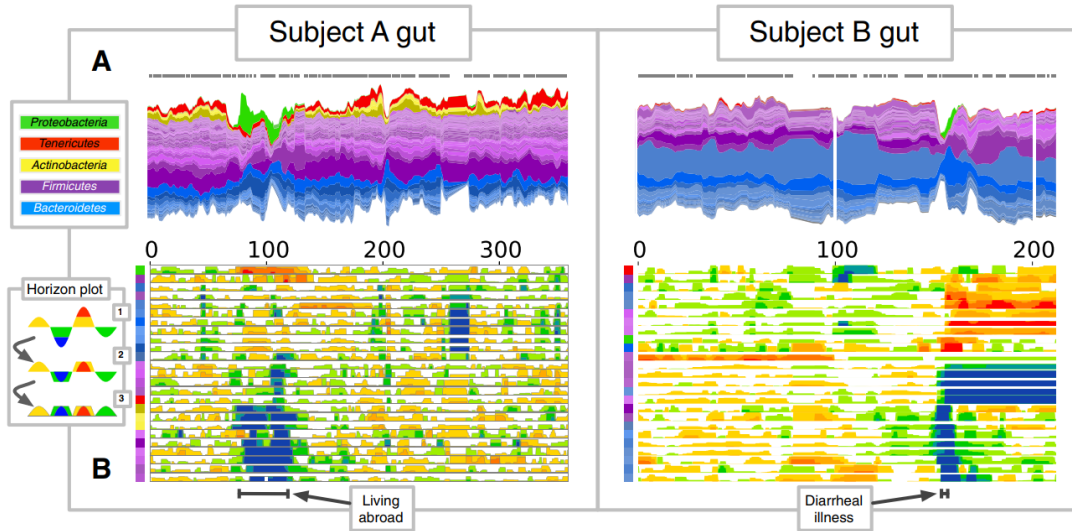 Subject A gut
Subject B gut
A
Proteobacteria
Tenericutes
Actinobacteria
Firmicutes
Bacteroidetes
0 100 200 300
0 100 200
Horizon plot
1
2
3
B
Living
abroad
Diarrheal
illness